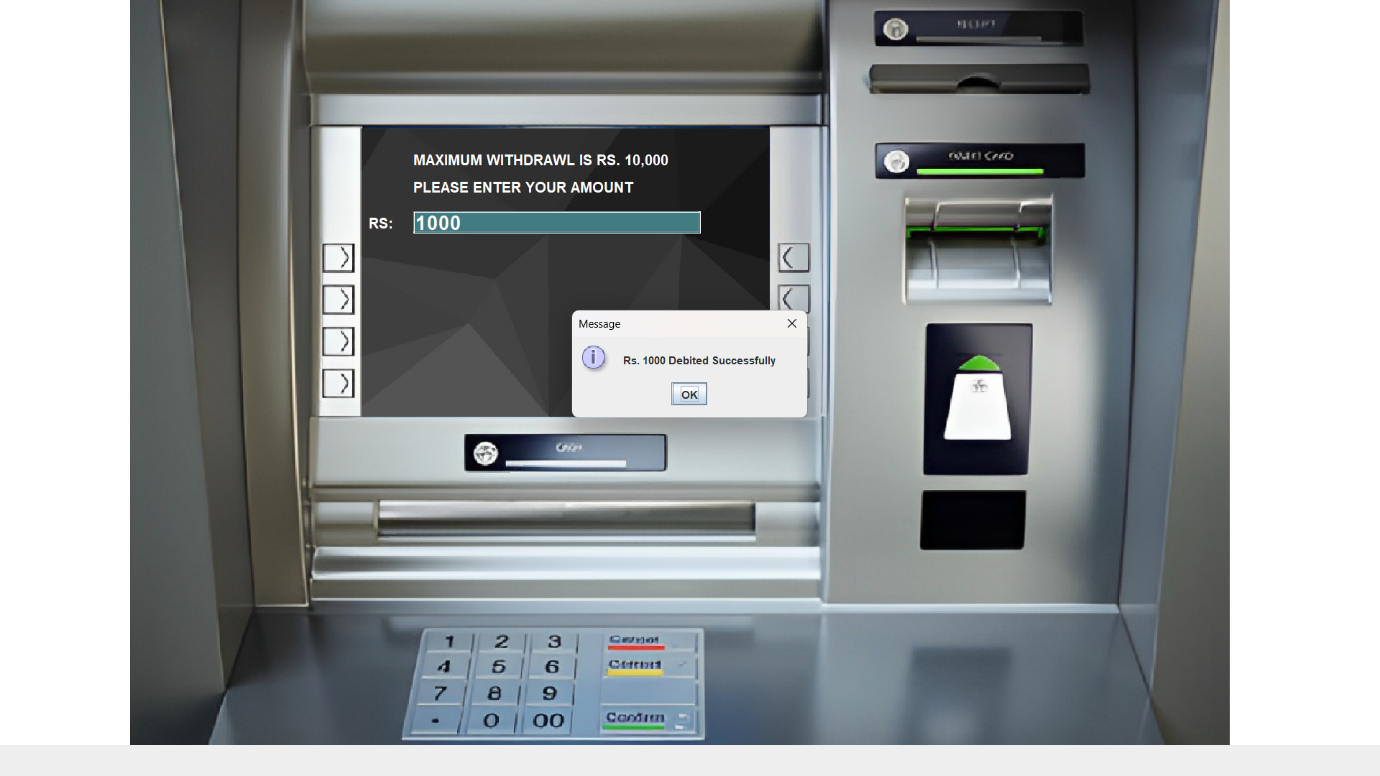 RECEIPT
MAXIMUM WITHDRAWL IS RS. 10,000
PLEASE ENTER YOUR AMOUNT
RS: 1000
Message
Rs. 1000 Debited Successfully
OK
1 2 3 Cancel
4 5 6
7 8 9
0 00 Confirm